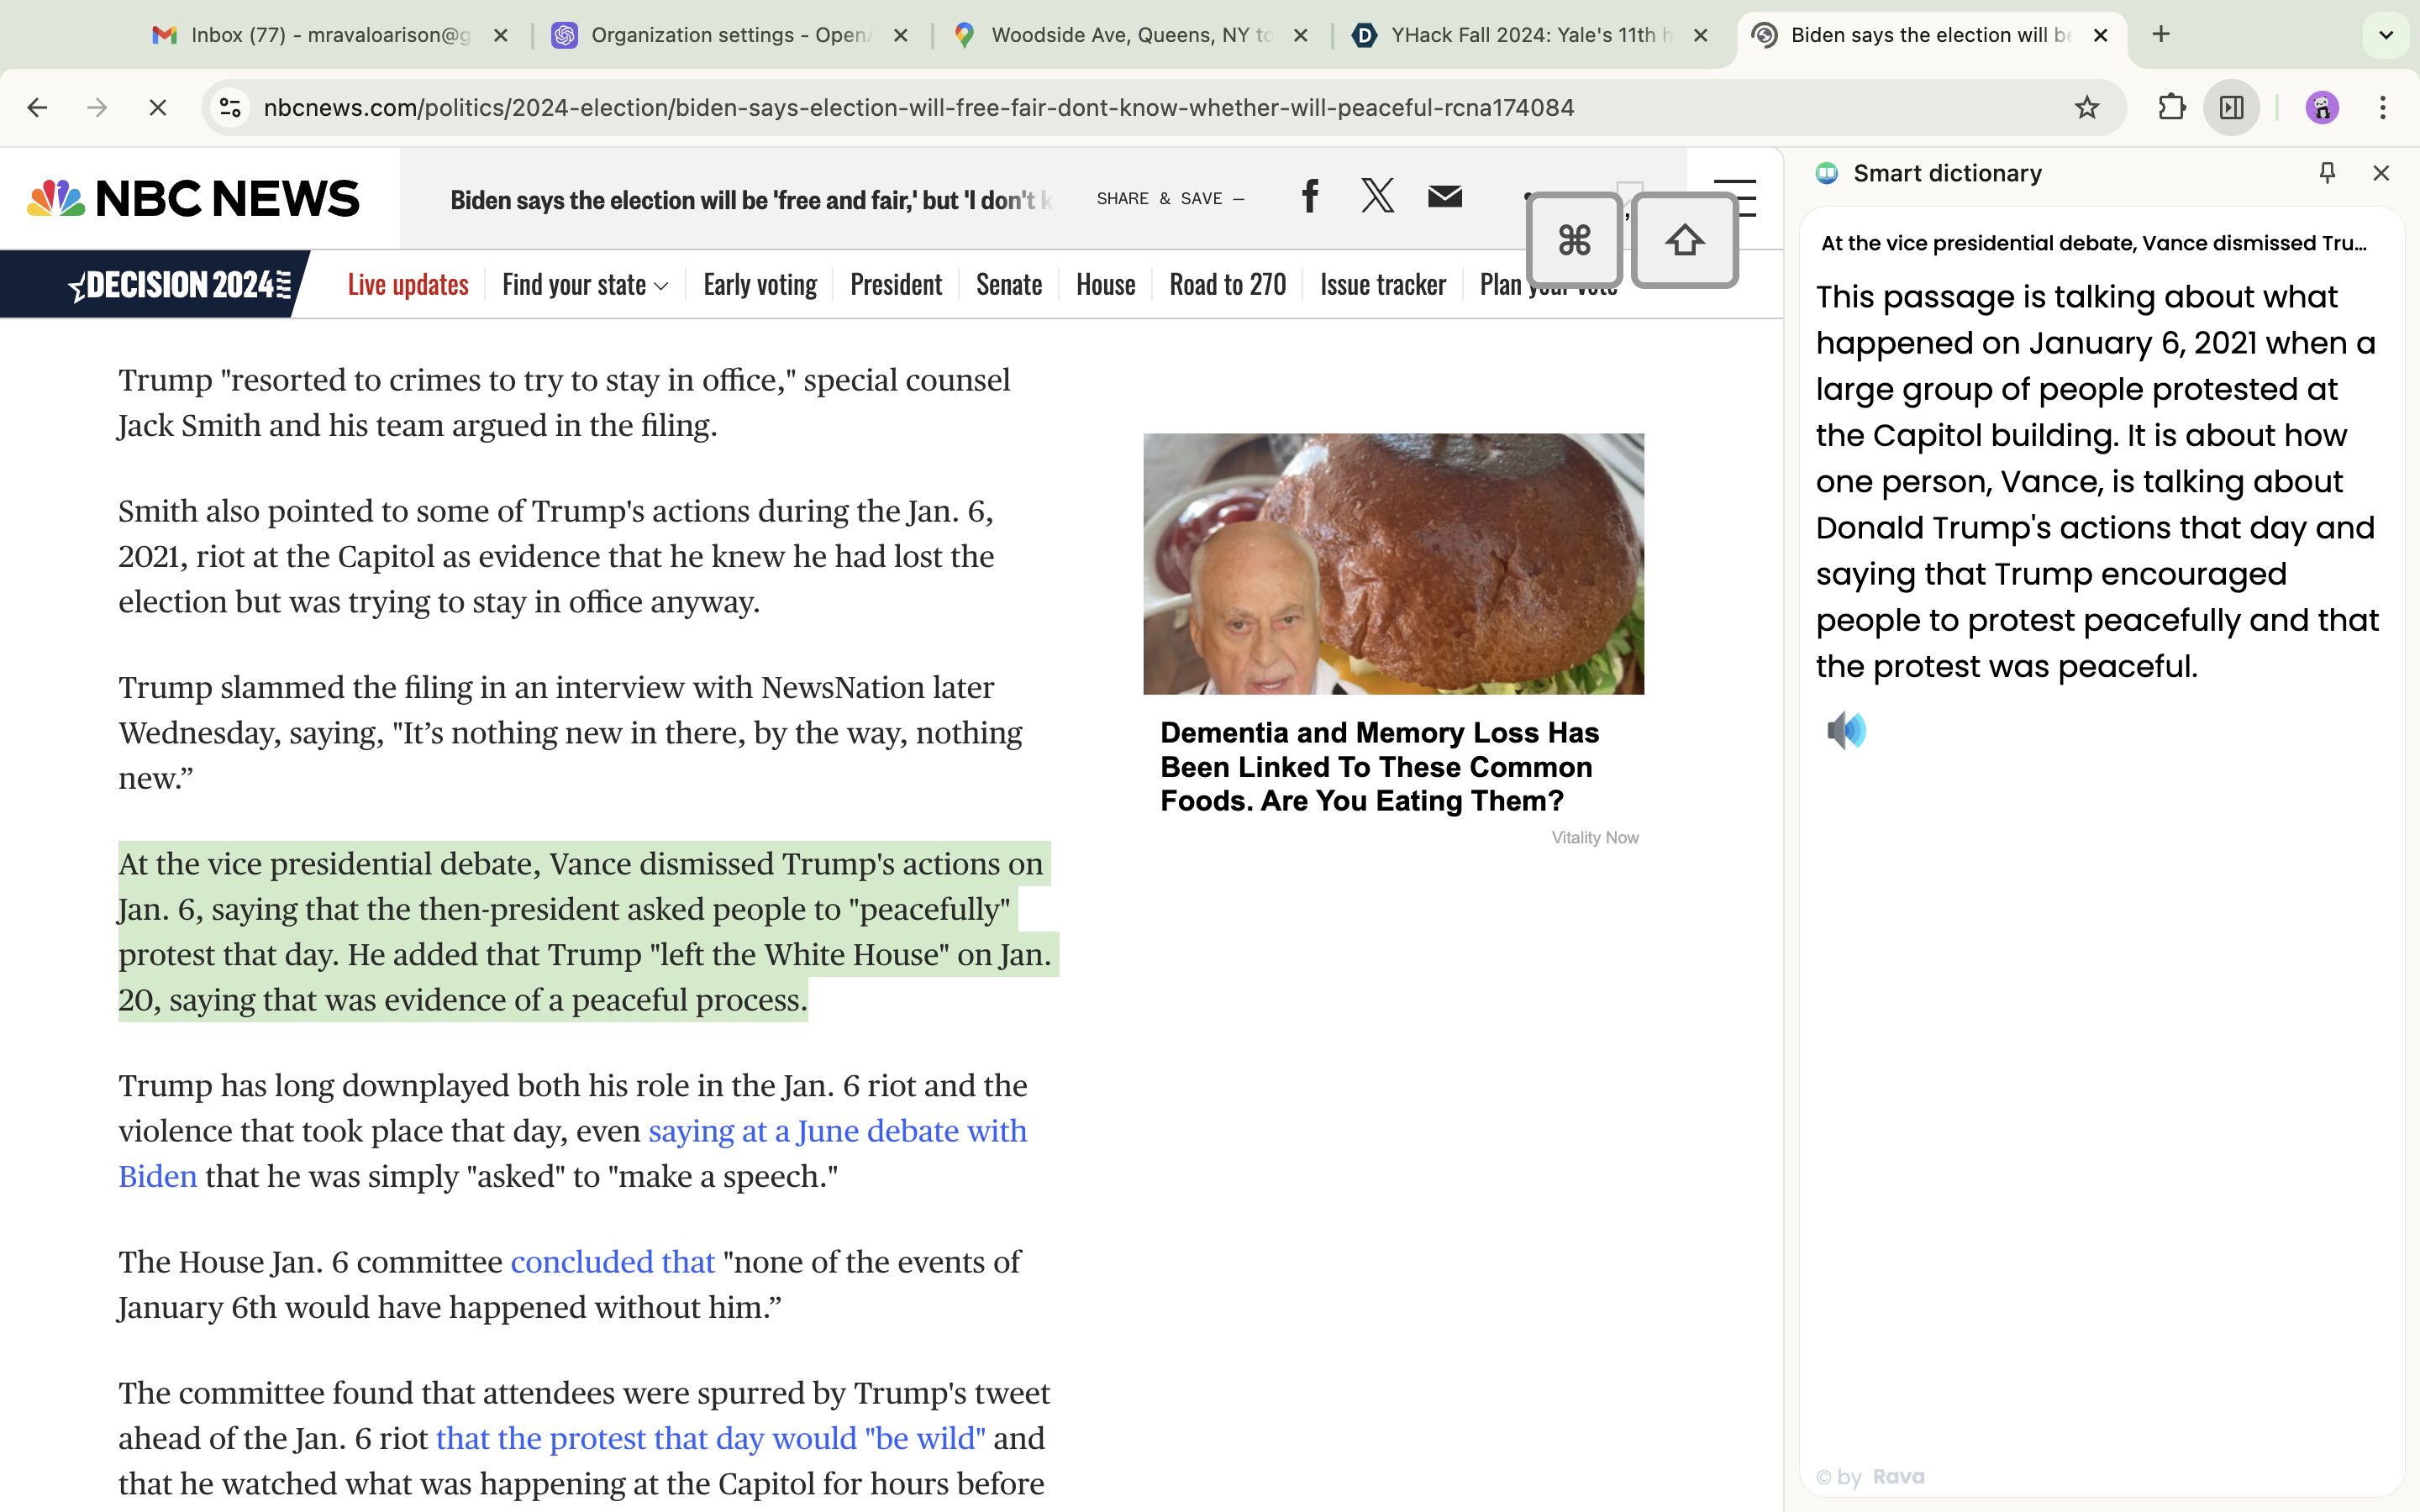 Inbox (77) - mravaloarison@g
Organization settings - OpenA
Woodside Ave, Queens, NY to
YHack Fall 2024: Yale's 11th h
Biden says the election will be
nbcnews.com/politics/2024-election/biden-says-election-will-free-fair-dont-know-whether-will-peaceful-rcna174084
NBC NEWS
Biden says the election will be 'free and fair,' but 'I don't k
SHARE & SAVE —
DECISION 2024
Live updates
Find your state
Early voting
President
Senate
House
Road to 270
Issue tracker
Plan your vote
Trump "resorted to crimes to try to stay in office," special counsel
Jack Smith and his team argued in the filing.
Smith also pointed to some of Trump's actions during the Jan. 6,
2021, riot at the Capitol as evidence that he knew he had lost the
election but was trying to stay in office anyway.
Trump slammed the filing in an interview with NewsNation later
Wednesday, saying, "It’s nothing new in there, by the way, nothing
new.”
At the vice presidential debate, Vance dismissed Trump's actions on
Jan. 6, saying that the then-president asked people to "peacefully"
protest that day. He added that Trump "left the White House" on Jan.
20, saying that was evidence of a peaceful process.
Trump has long downplayed both his role in the Jan. 6 riot and the
violence that took place that day, even saying at a June debate with
Biden that he was simply "asked" to "make a speech."
The House Jan. 6 committee concluded that "none of the events of
January 6th would have happened without him.”
The committee found that attendees were spurred by Trump's tweet
ahead of the Jan. 6 riot that the protest that day would "be wild" and
that he watched what was happening at the Capitol for hours before
Dementia and Memory Loss Has
Been Linked To These Common
Foods. Are You Eating Them?
Vitality Now
Smart dictionary
At the vice presidential debate, Vance dismissed Tru...
This passage is talking about what
happened on January 6, 2021 when a
large group of people protested at
the Capitol building. It is about how
one person, Vance, is talking about
Donald Trump's actions that day and
saying that Trump encouraged
people to protest peacefully and that
the protest was peaceful.
© by Rava